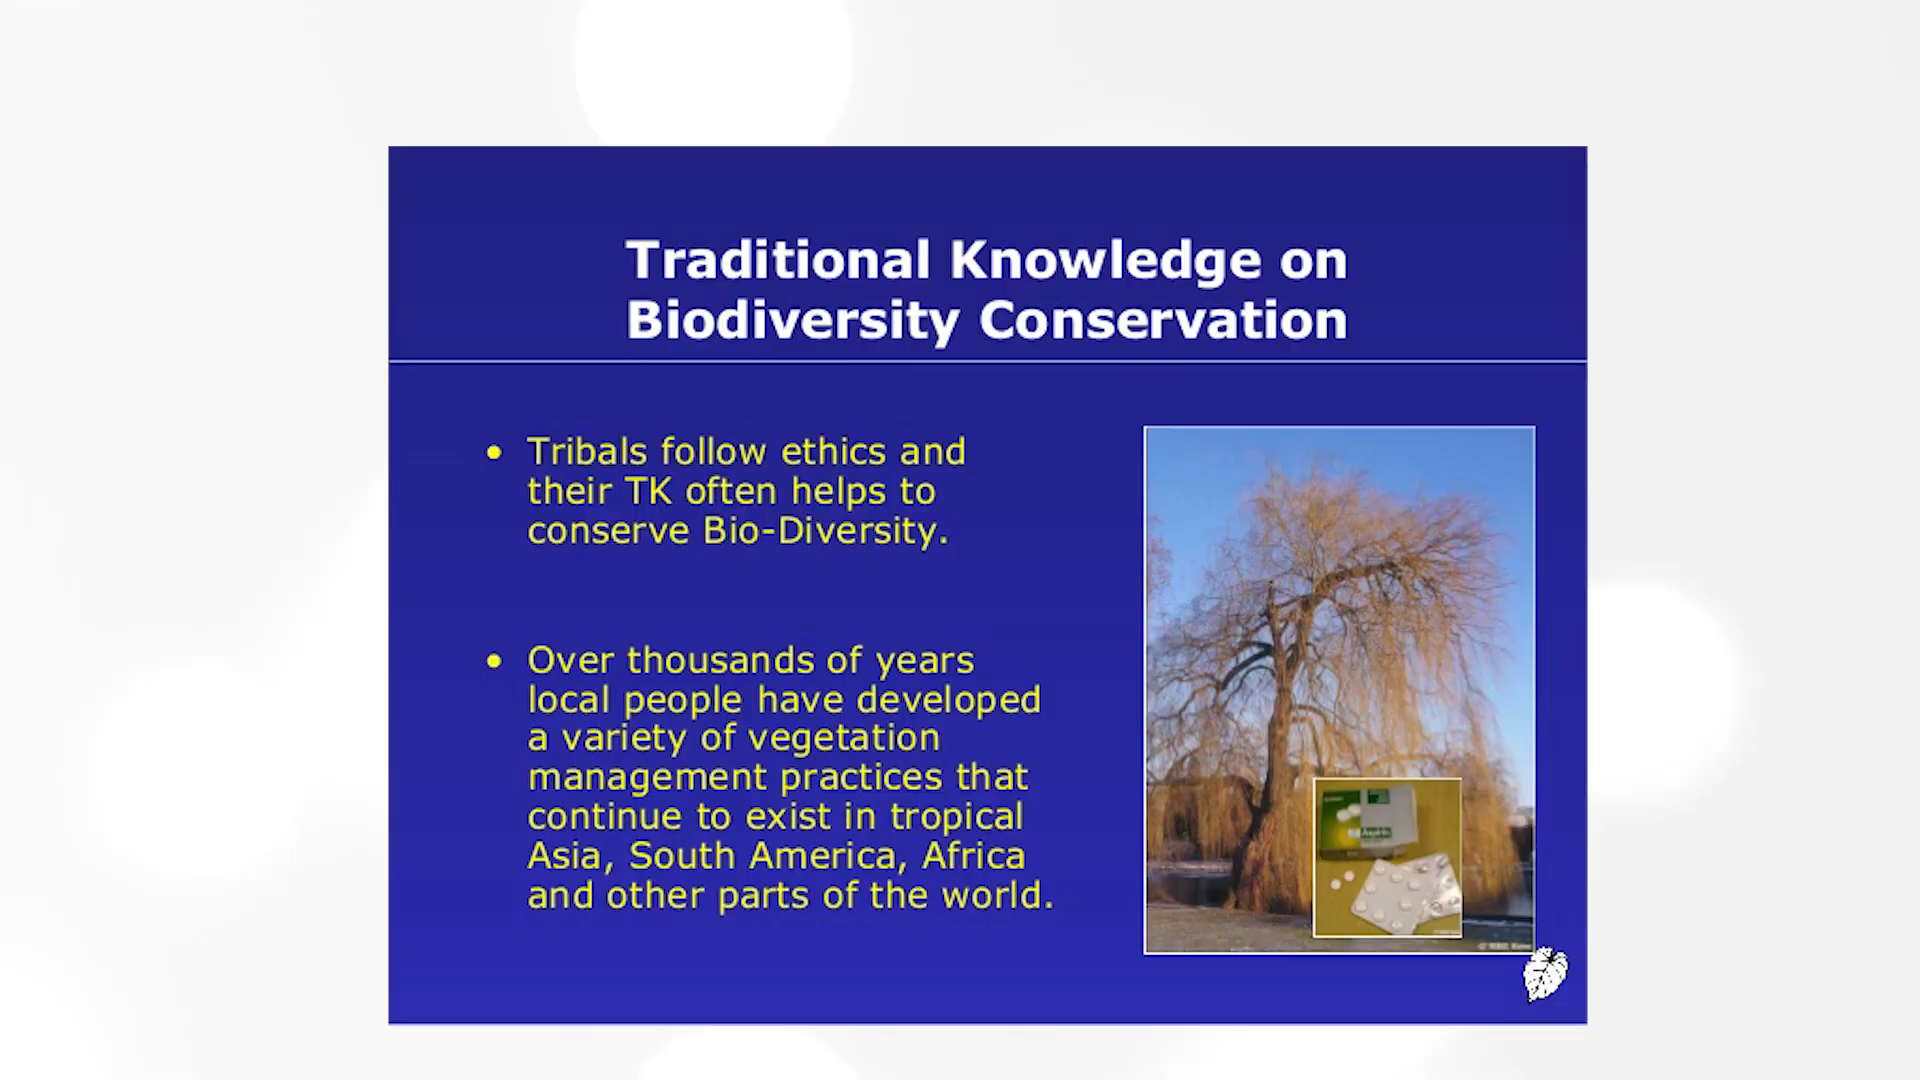 Traditional Knowledge on
Biodiversity Conservation
• Tribals follow ethics and
their TK often helps to
conserve Bio-Diversity.
• Over thousands of years
local people have developed
a variety of vegetation
management practices that
continue to exist in tropical
Asia, South America, Africa
and other parts of the world.
Aspirin